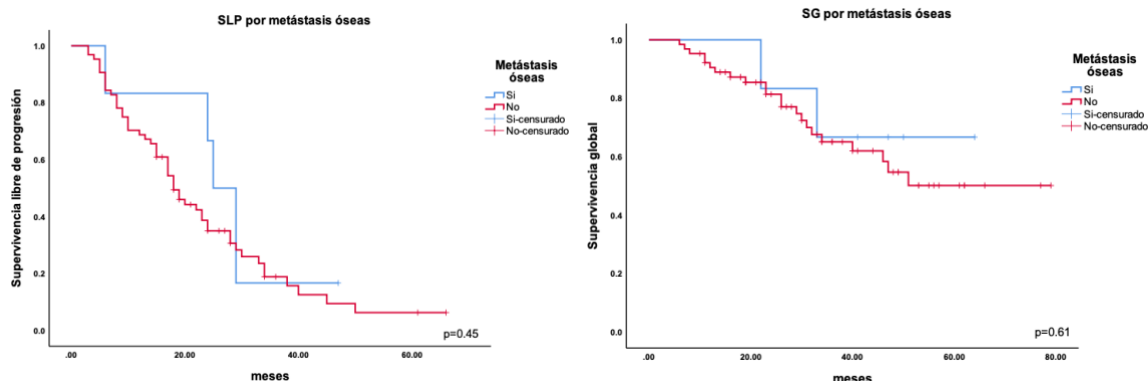 SLP por metástasis óseas
Supervivencia libre de progresión
1.0
0.8
0.6
0.4
0.2
0.0
.00
20.00
40.00
60.00
meses
p=0.45
Metástasis
óseas
Si
No
Si-censurado
No-censurado
SG por metástasis óseas
Supervivencia global
1.0
0.8
0.6
0.4
0.2
0.0
.00
20.00
40.00
60.00
80.00
meses
p=0.61
Metástasis
óseas
Si
No
Si-censurado
No-censurado